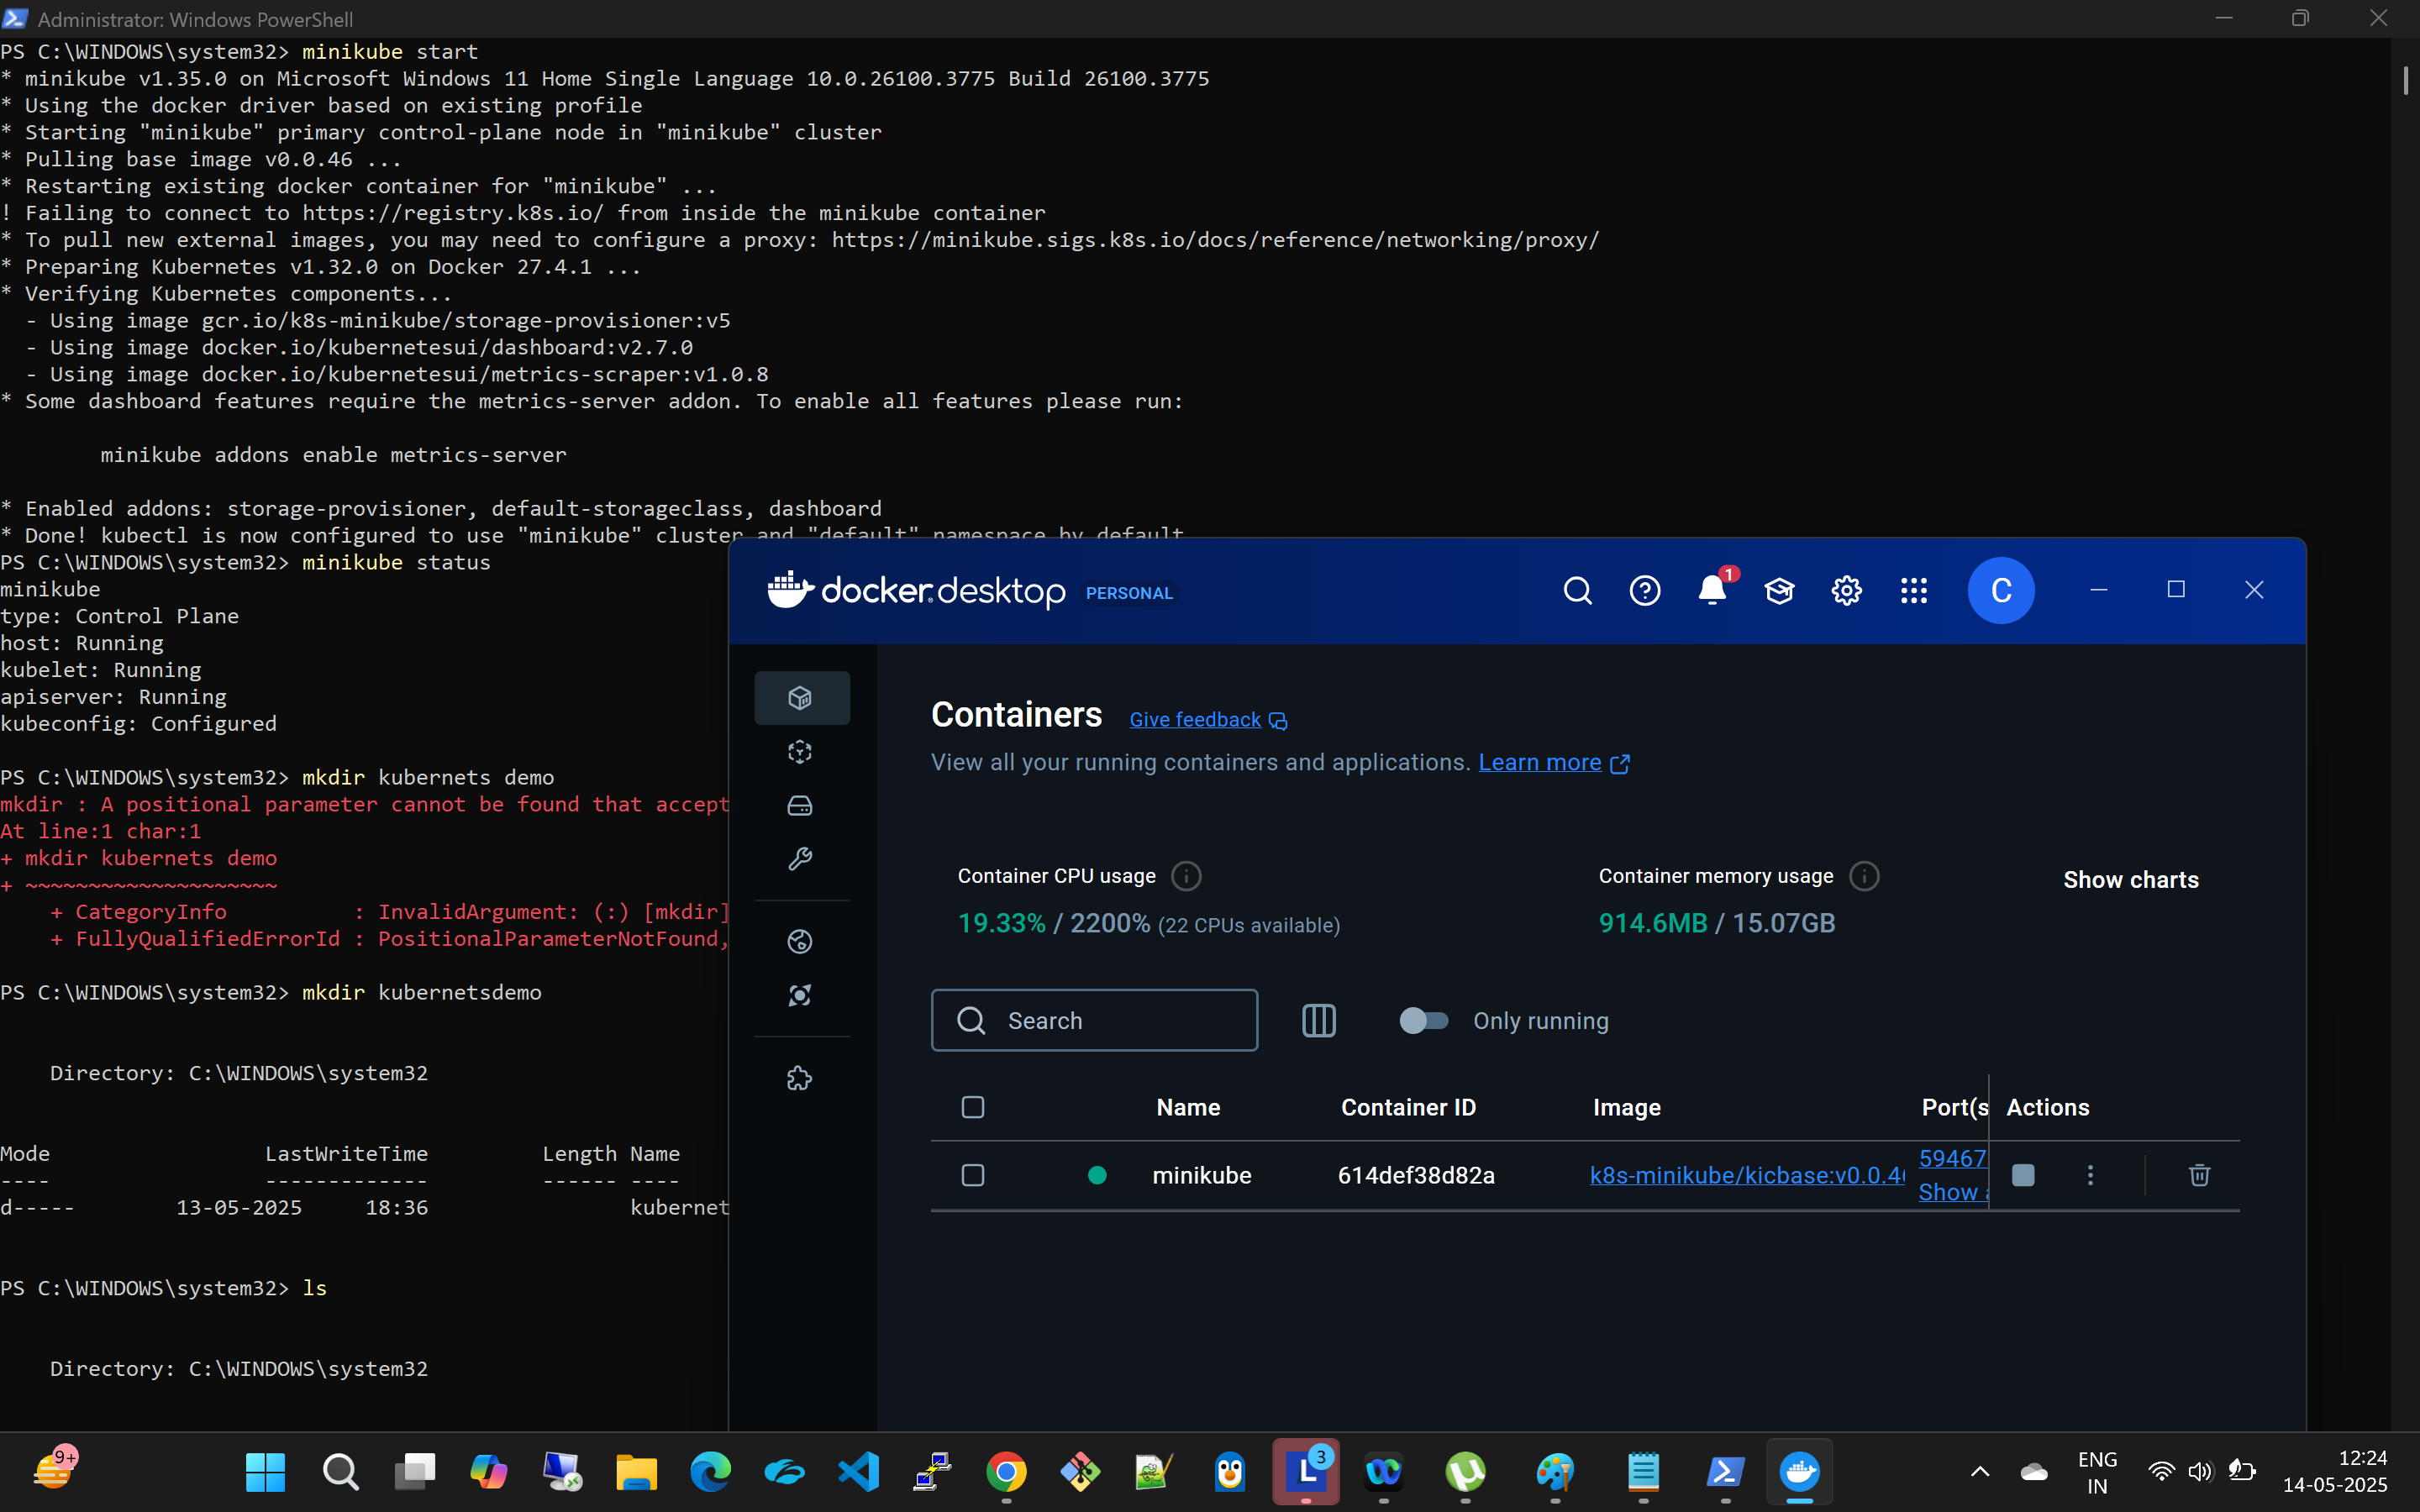 Administrator: Windows PowerShell
PS C:\WINDOWS\system32> minikube start
* minikube v1.35.0 on Microsoft Windows 11 Home Single Language 10.0.26100.3775 Build 26100.3775
* Using the docker driver based on existing profile
* Starting "minikube" primary control-plane node in "minikube" cluster
* Pulling base image v0.0.46 ...
* Restarting existing docker container for "minikube" ...
! Failing to connect to https://registry.k8s.io/ from inside the minikube container
* To pull new external images, you may need to configure a proxy: https://minikube.sigs.k8s.io/docs/reference/networking/proxy/
* Preparing Kubernetes v1.32.0 on Docker 27.4.1 ...
* Verifying Kubernetes components...
  - Using image gcr.io/k8s-minikube/storage-provisioner:v5
  - Using image docker.io/kubernetesui/dashboard:v2.7.0
  - Using image docker.io/kubernetesui/metrics-scraper:v1.0.8
* Some dashboard features require the metrics-server addon. To enable all features please run:
minikube addons enable metrics-server
* Enabled addons: storage-provisioner, default-storageclass, dashboard
* Done! kubectl is now configured to use "minikube" cluster and "default" namespace by default
PS C:\WINDOWS\system32> minikube status
minikube
type: Control Plane
host: Running
kubelet: Running
apiserver: Running
kubeconfig: Configured
PS C:\WINDOWS\system32> mkdir kubernets demo
mkdir : A positional parameter cannot be found that accept
At line:1 char:1
+ mkdir kubernets demo
+ ~~~~~~~~~~~~~~~~~~~~
    + CategoryInfo          : InvalidArgument: (:) [mkdir]
    + FullyQualifiedErrorId : PositionalParameterNotFound,
PS C:\WINDOWS\system32> mkdir kubernetsdemo
Directory: C:\WINDOWS\system32
Mode LastWriteTime Length Name
---- ------------- ------ ----
d----- 13-05-2025 18:36 kubernet
PS C:\WINDOWS\system32> ls
Directory: C:\WINDOWS\system32
docker.desktop PERSONAL
1
C
Containers Give feedback
View all your running containers and applications. Learn more
Container CPU usage
19.33% / 2200% (22 CPUs available)
Container memory usage
914.6MB / 15.07GB
Show charts
Search
Only running
Name Container ID Image Port(s Actions
minikube 614def38d82a k8s-minikube/kicbase:v0.0.4 59467
Show
9+
L 3
ENG
IN
12:24
14-05-2025